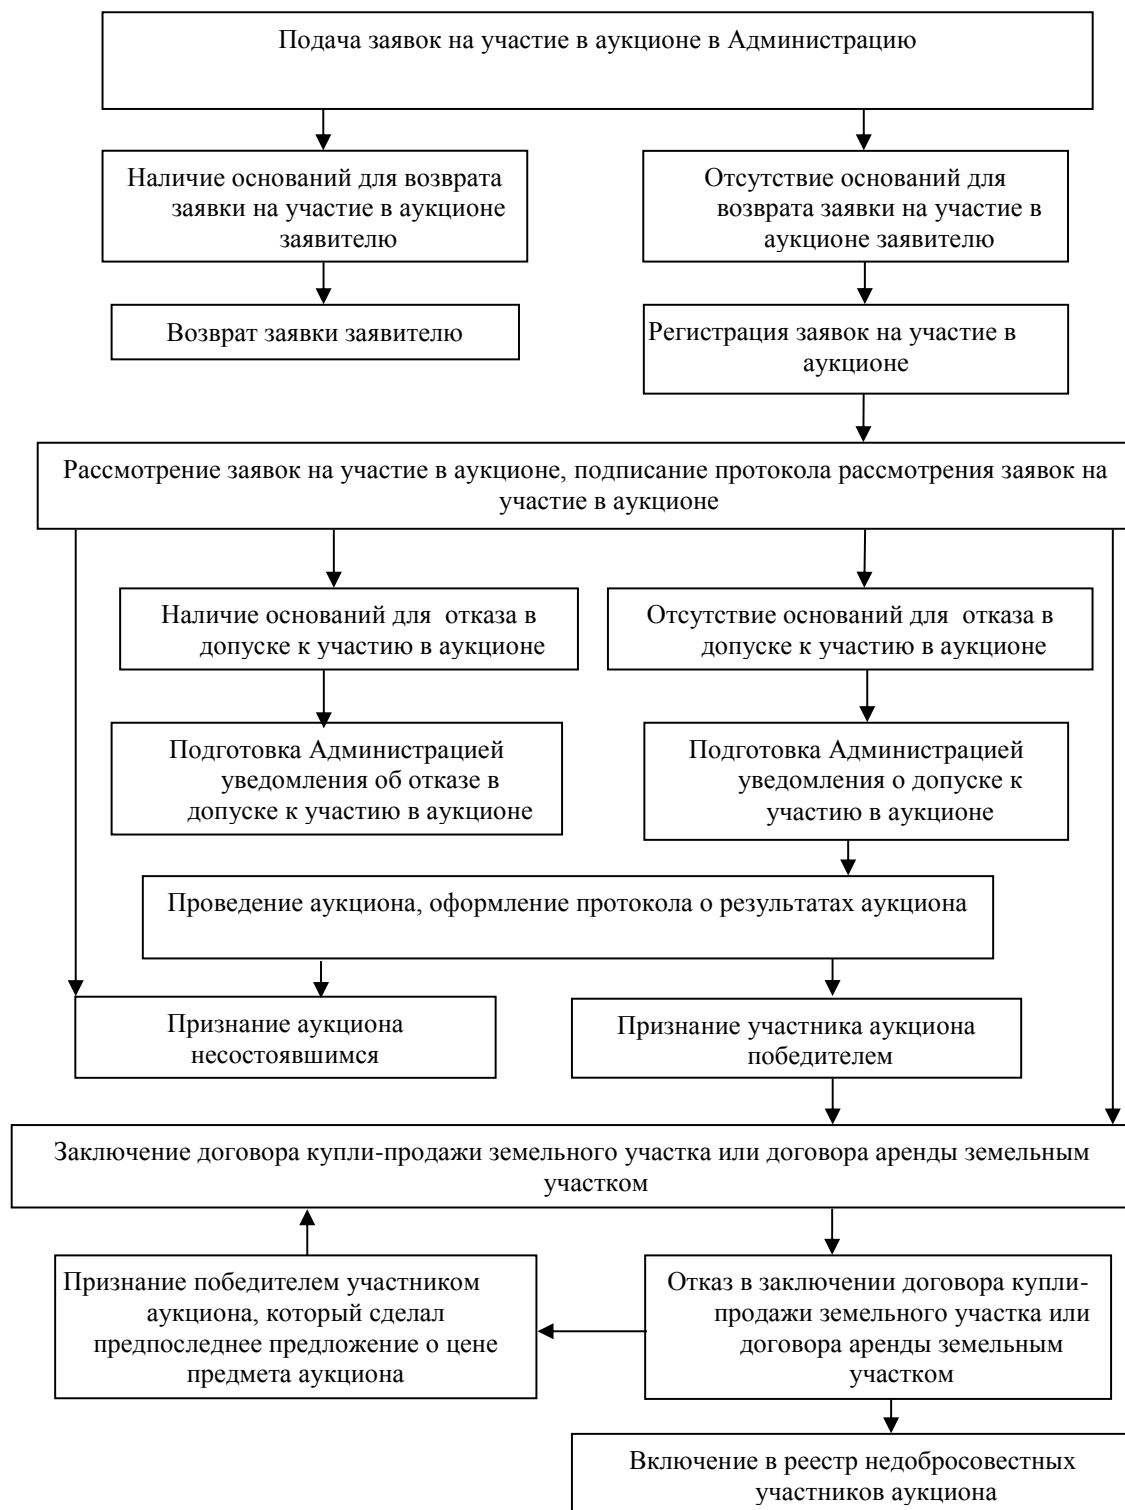 Подача заявок на участие в аукционе в Администрацию
Наличие оснований для возврата
заявки на участие в аукционе
заявителю
Отсутствие оснований для
возврата заявки на участие в
аукционе заявителю
Возврат заявки заявителю
Регистрация заявок на участие в
аукционе
Рассмотрение заявок на участие в аукционе, подписание протокола рассмотрения заявок на
участие в аукционе
Наличие оснований для отказа в
допуске к участию в аукционе
Отсутствие оснований для отказа в
допуске к участию в аукционе
Подготовка Администрацией
уведомления об отказе в
допуске к участию в аукционе
Подготовка Администрацией
уведомления о допуске к
участию в аукционе
Проведение аукциона, оформление протокола о результатах аукциона
Признание аукциона
несостоявшимся
Признание участника аукциона
победителем
Заключение договора купли-продажи земельного участка или договора аренды земельным
участком
Признание победителем участником
аукциона, который сделал
предпоследнее предложение о цене
предмета аукциона
Отказ в заключении договора купли-
продажи земельного участка или
договора аренды земельным
участком
Включение в реестр недобросовестных
участников аукциона